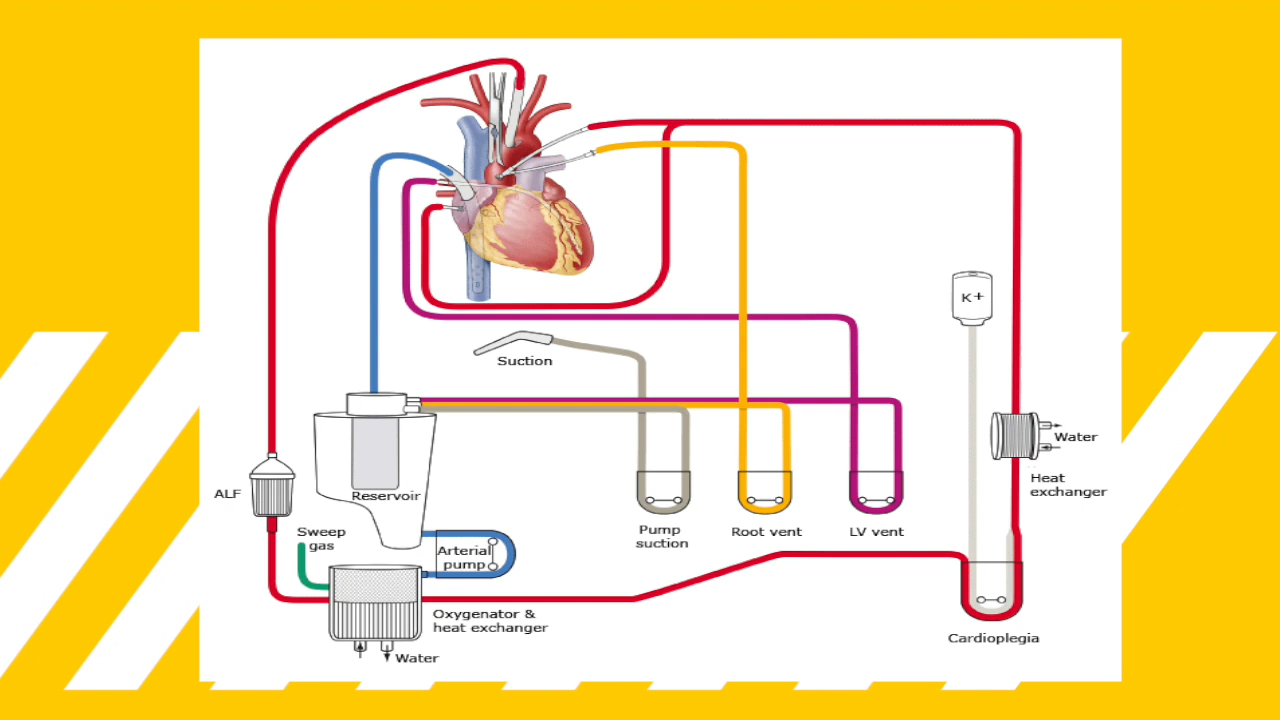 K+
Suction
Water
Heat
exchanger
Reservoir
ALF
Sweep
gas
Arterial
pump
Pump
suction
Root vent
LV vent
Oxygenator &
heat exchanger
Cardioplegia
Water